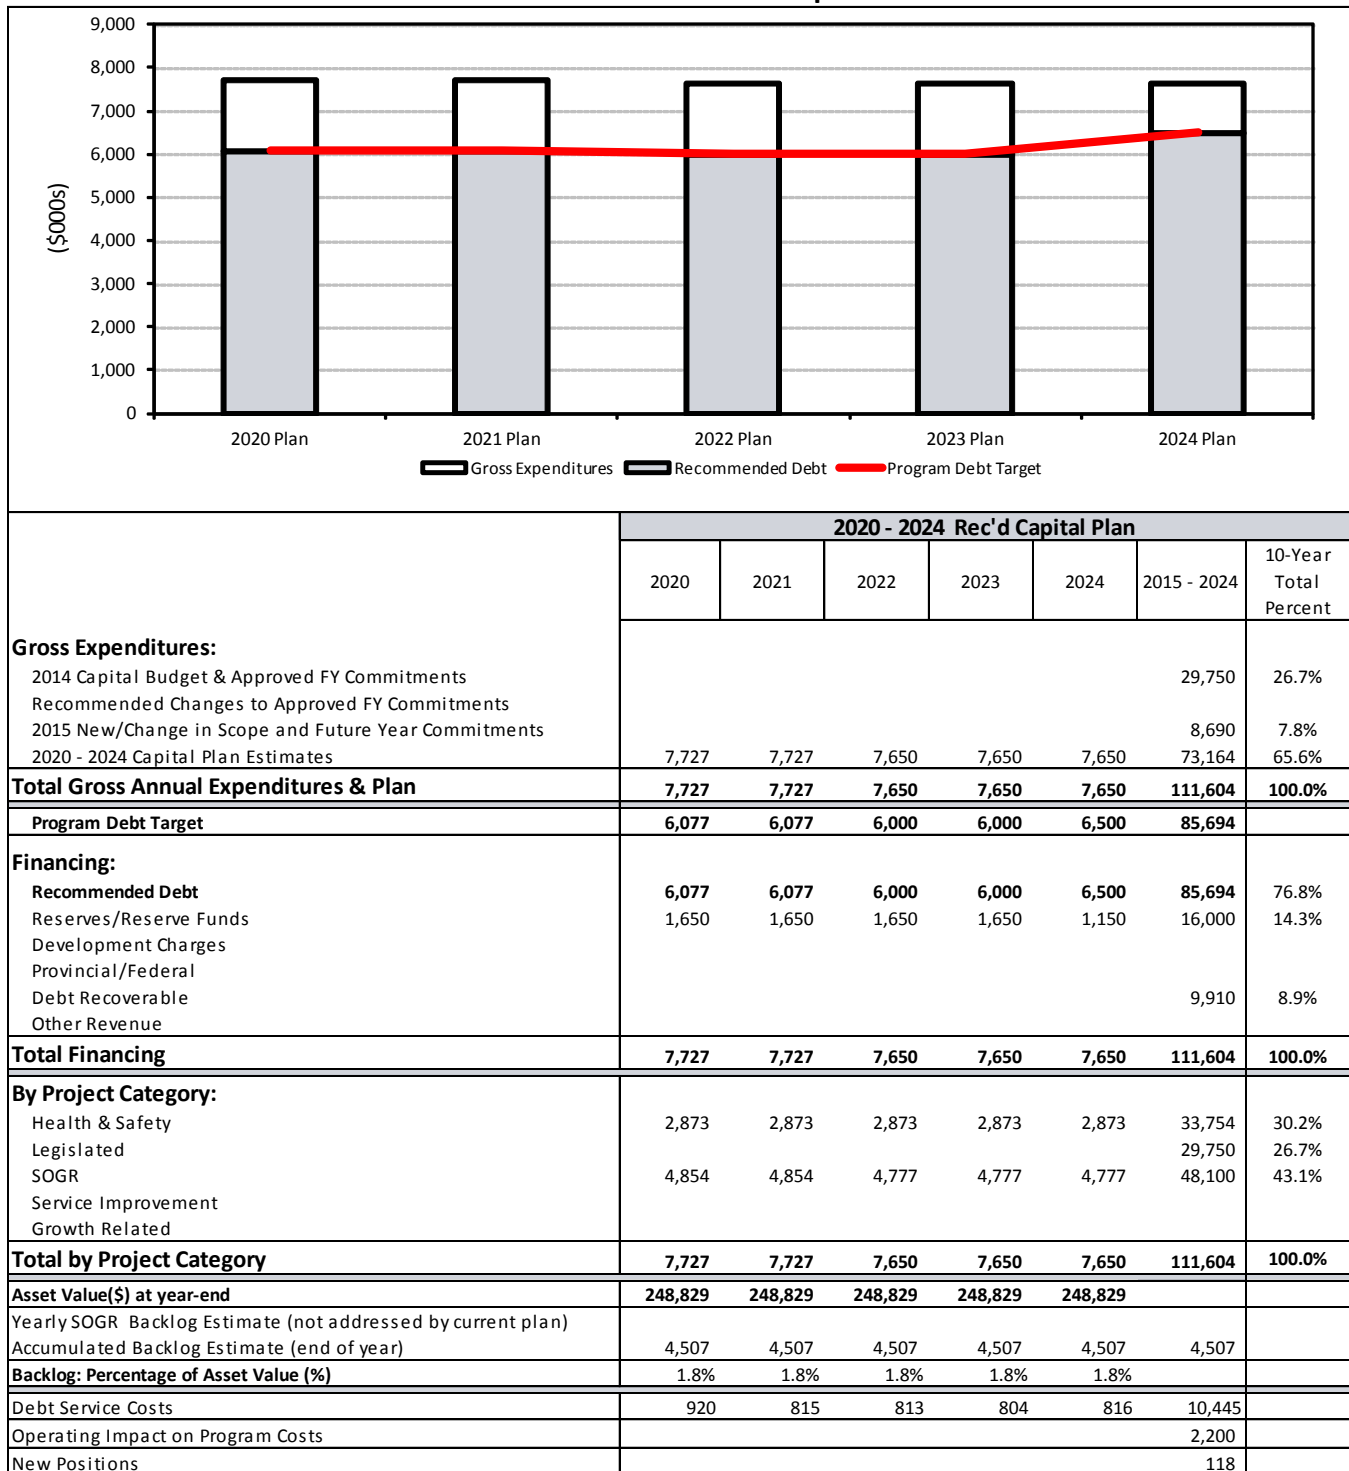 9,000
8,000
7,000
6,000
5,000
4,000
3,000
2,000
1,000
0
($000s)
2020 Plan 2021 Plan 2022 Plan 2023 Plan 2024 Plan
Gross Expenditures Recommended Debt Program Debt Target
2020 - 2024 Rec'd Capital Plan
2020 2021 2022 2023 2024 2015 - 2024 10-Year Total Percent
Gross Expenditures:
2014 Capital Budget & Approved FY Commitments 29,750 26.7%
Recommended Changes to Approved FY Commitments
2015 New/Change in Scope and Future Year Commitments 8,690 7.8%
2020 - 2024 Capital Plan Estimates 7,727 7,727 7,650 7,650 7,650 73,164 65.6%
Total Gross Annual Expenditures & Plan 7,727 7,727 7,650 7,650 7,650 111,604 100.0%
Program Debt Target 6,077 6,077 6,000 6,000 6,500 85,694
Financing:
Recommended Debt 6,077 6,077 6,000 6,000 6,500 85,694 76.8%
Reserves/Reserve Funds 1,650 1,650 1,650 1,650 1,150 16,000 14.3%
Development Charges
Provincial/Federal
Debt Recoverable 9,910 8.9%
Other Revenue
Total Financing 7,727 7,727 7,650 7,650 7,650 111,604 100.0%
By Project Category:
Health & Safety 2,873 2,873 2,873 2,873 2,873 33,754 30.2%
Legislated 29,750 26.7%
SOGR 4,854 4,854 4,777 4,777 4,777 48,100 43.1%
Service Improvement
Growth Related
Total by Project Category 7,727 7,727 7,650 7,650 7,650 111,604 100.0%
Asset Value($) at year-end 248,829 248,829 248,829 248,829 248,829
Yearly SOGR Backlog Estimate (not addressed by current plan)
Accumulated Backlog Estimate (end of year) 4,507 4,507 4,507 4,507 4,507 4,507
Backlog: Percentage of Asset Value (%) 1.8% 1.8% 1.8% 1.8% 1.8%
Debt Service Costs 920 815 813 804 816 10,445
Operating Impact on Program Costs 2,200
New Positions 118